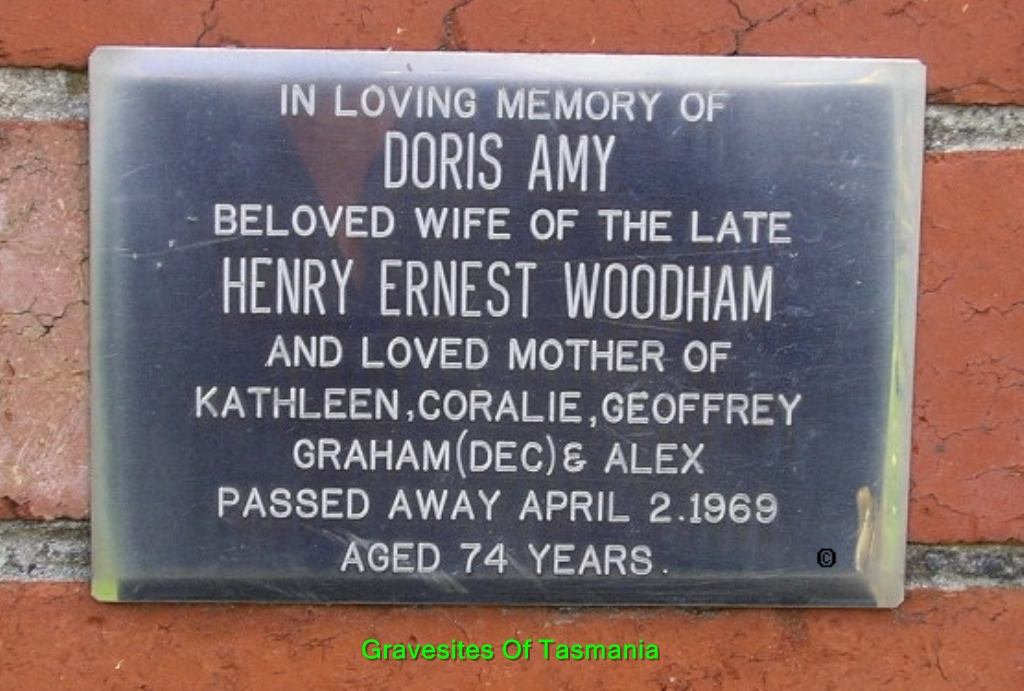 IN LOVING MEMORY OF
DORIS AMY
BELOVED WIFE OF THE LATE
HENRY ERNEST WOODHAM
AND LOVED MOTHER OF
KATHLEEN,CORALIE,GEOFFREY
GRAHAM(DEC)& ALEX
PASSED AWAY APRIL 2.1969
AGED 74 YEARS.
©
Gravesites Of Tasmania